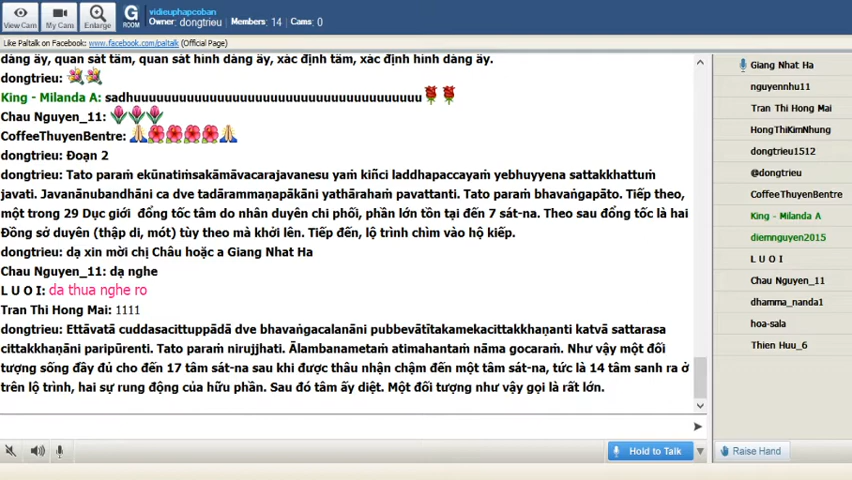 View Cam
My Cams
Enlarge
G
ROOM
vidieuphapcoban
Owner: dongtrieu Members: 14 Cams: 0
Like Paltalk on Facebook: www.facebook.com/paltalk (Official Page)
dáng ấy, quan sát tâm, quan sát hình dáng ấy, xác định tâm, xác định hình dáng ấy.
dongtrieu:
King - Milanda A: sadhuuuuuuuuuuuuuuuuuuuuuuuuuuuuuuuuuuuuuuu
Chau Nguyen_11:
CoffeeThuyenBentre:
dongtrieu: Đoạn 2
dongtrieu: Tato paraṁ ekūnatiṁsakāmāvacarajavanesu yaṁ kiñci laddhapaccayaṁ yebhuyyena sattakkhattuṁ
javati. Javanānubandhāni ca dve tadārammaṇapākāni yathārahaṁ pavattanti. Tato paraṁ bhavaṅgapāto. Tiếp theo,
một trong 29 Dục giới đổng tốc tâm do nhân duyên chi phối, phần lớn tồn tại đến 7 sát-na. Theo sau đổng tốc là hai
Đồng sở duyên (thập di, mót) tùy theo mà khởi lên. Tiếp đến, lộ trình chìm vào hộ kiếp.
dongtrieu: dạ xin mời chị Châu hoặc a Giang Nhat Ha
Chau Nguyen_11: dạ nghe
L U O I: da thua nghe ro
Tran Thi Hong Mai: 1111
dongtrieu: Ettāvatā cuddasacittuppādā dve bhavaṅgacalanāni pubbevātītakamekacittakkhaṇanti katvā sattarasa
cittakkhaṇāni paripūrenti. Tato paraṁ nirujjhati. Ālambanametaṁ atimahantaṁ nāma gocaraṁ. Như vậy một đối
tượng sống đầy đủ cho đến 17 tâm sát-na sau khi được thâu nhận chậm đến một tâm sát-na, tức là 14 tâm sanh ra ở
trên lộ trình, hai sự rung động của hữu phần. Sau đó tâm ấy diệt. Một đối tượng như vậy gọi là rất lớn.
Hold to Talk
Raise Hand
Giang Nhat Ha
nguyennhu11
Tran Thi Hong Mai
HongThiKimNhung
dongtrieu1512
@dongtrieu
CoffeeThuyenBentre
King - Milanda A
diemnguyen2015
L U O I
Chau Nguyen_11
dhamma_nanda1
hoa-sala
Thien Huu_6